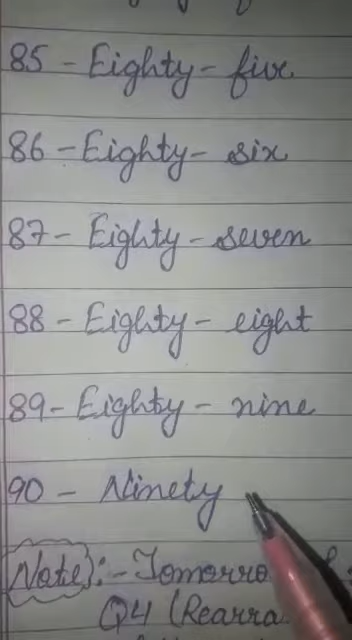 85 - Eighty - five
86 - Eighty - six
87 - Eighty - seven
88 - Eighty - eight
89 - Eighty - nine
90 - Ninety
Note :- Tomorro
Q4 (Rearra